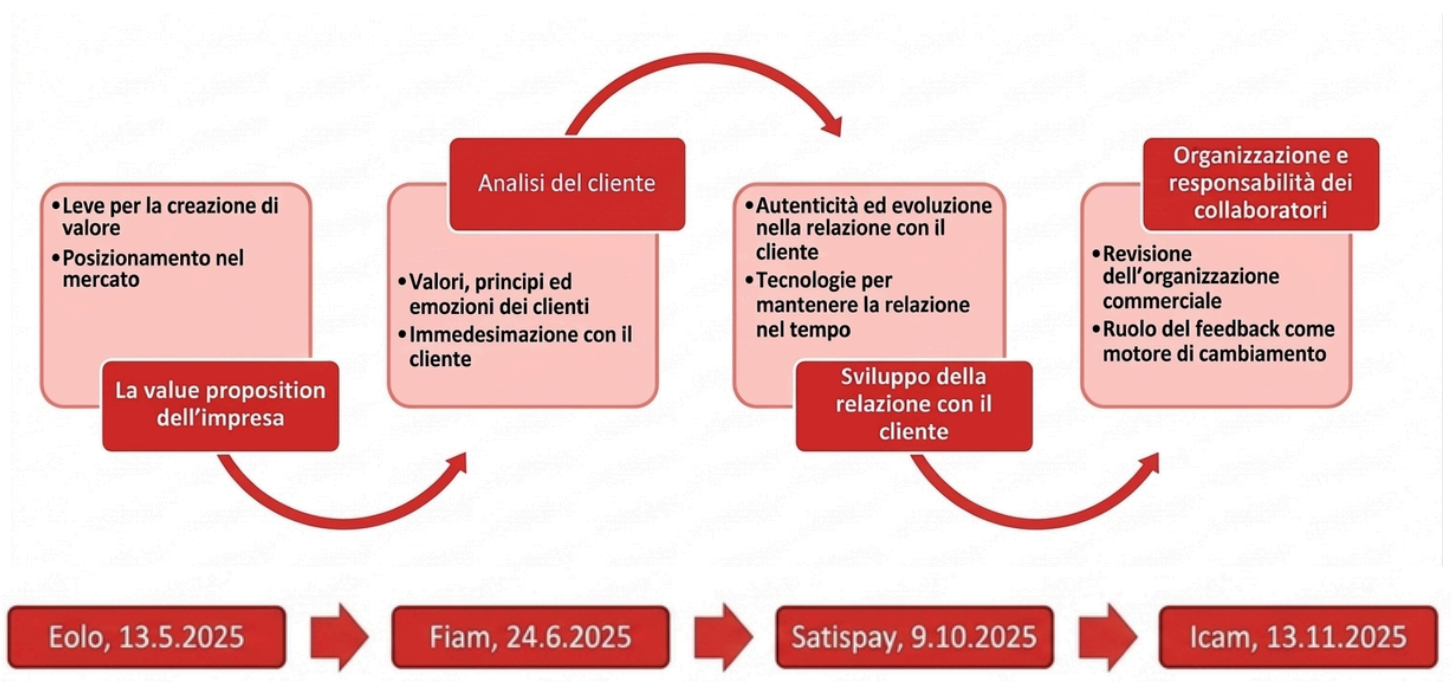 •Leve per la creazione di
valore
•Posizionamento nel
mercato
La value proposition
dell’impresa
Analisi del cliente
•Valori, principi ed
emozioni dei clienti
•Immedesimazione con il
cliente
•Autenticità ed evoluzione
nella relazione con il
cliente
•Tecnologie per
mantenere la relazione
nel tempo
Sviluppo della
relazione con il
cliente
Organizzazione e
responsabilità dei
collaboratori
•Revisione
dell’organizzazione
commerciale
•Ruolo del feedback come
motore di cambiamento
Eolo, 13.5.2025
Fiam, 24.6.2025
Satispay, 9.10.2025
Icam, 13.11.2025